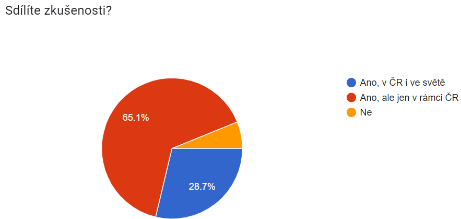 Sdílíte zkušenosti?
Ano, v ČR i ve světě
Ano, ale jen v rámci ČR
Ne
65.1%
28.7%